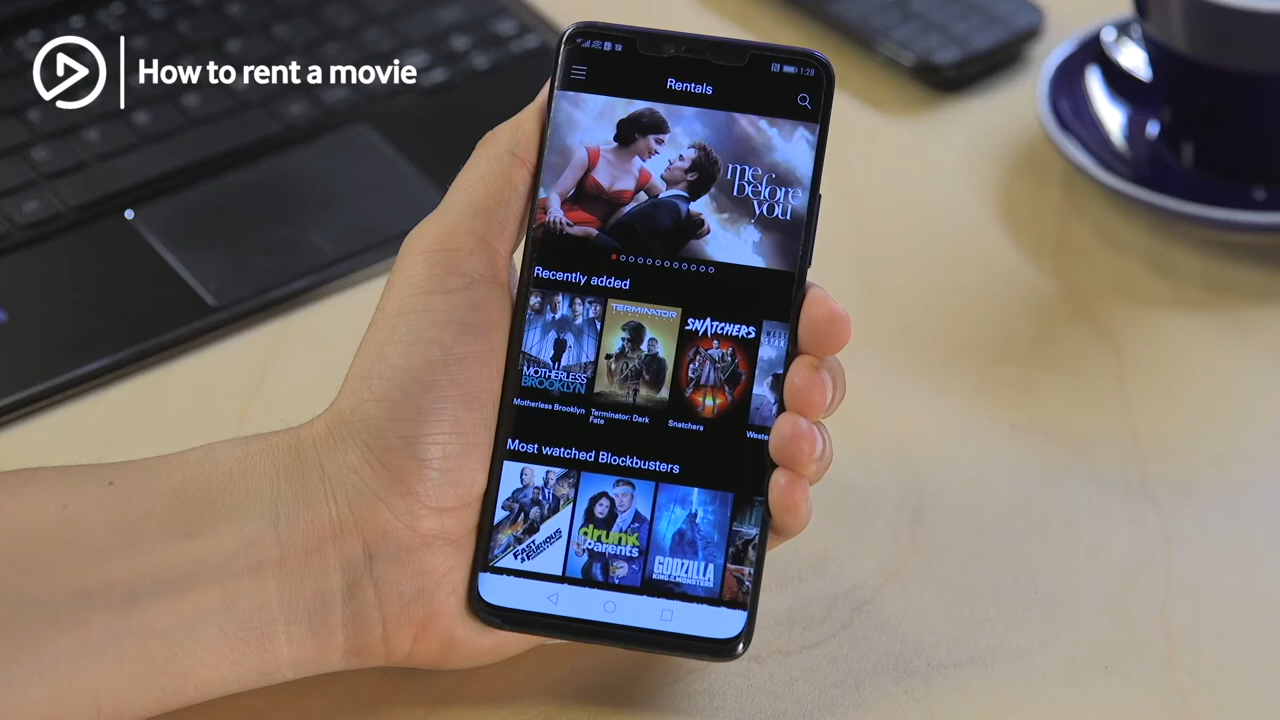 How to rent a movie
1:28
Rentals
me
before
you
Recently added
TERMINATOR
SNATCHERS
MOTHERLESS
BROOKLYN
Motherless Brooklyn
Terminator: Dark
Fate
Snatchers
Weste
Most watched Blockbusters
FAST
& FURIOUS
drunk
parents
GODZILLA
KING OF THE MONSTERS